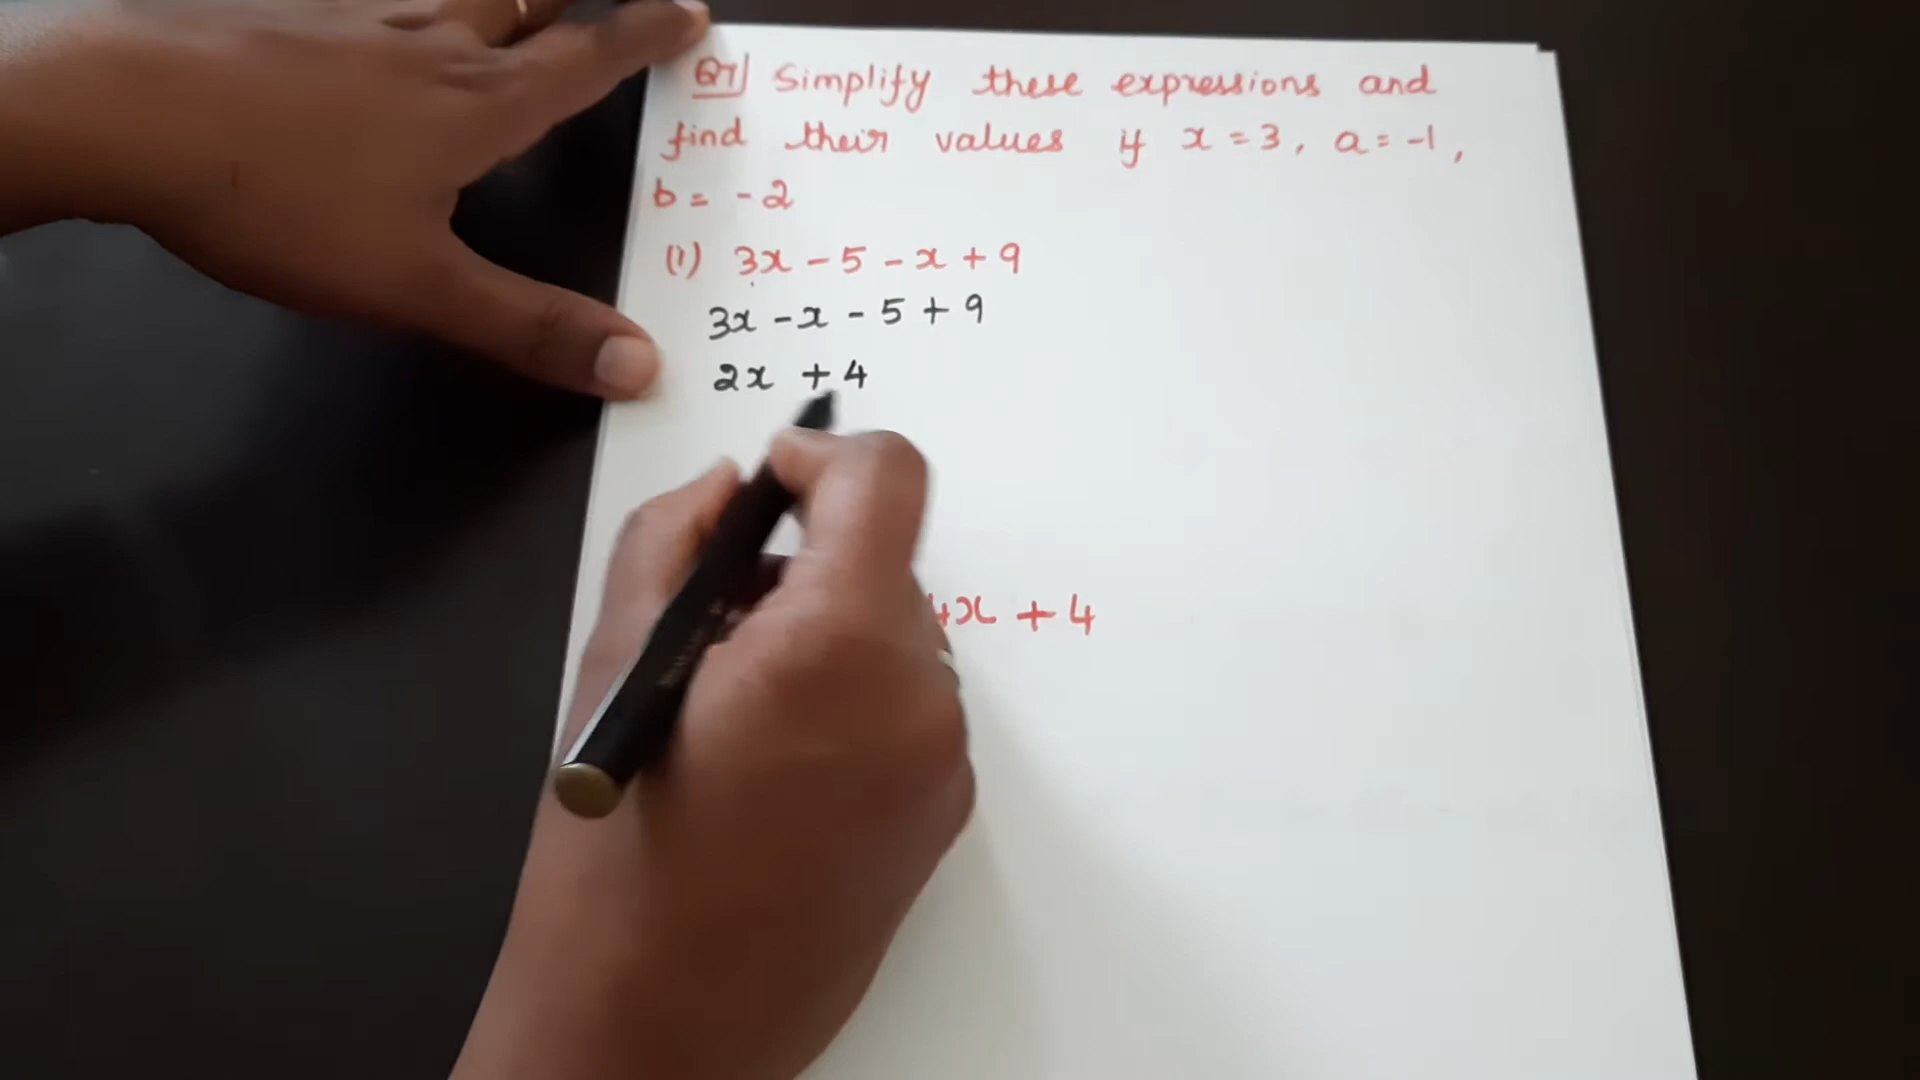 Q7) Simplify these expressions and
find their values if x = 3, a = -1,
b = -2
(i) 3x - 5 - x + 9
3x - x - 5 + 9
2x + 4
4x + 4